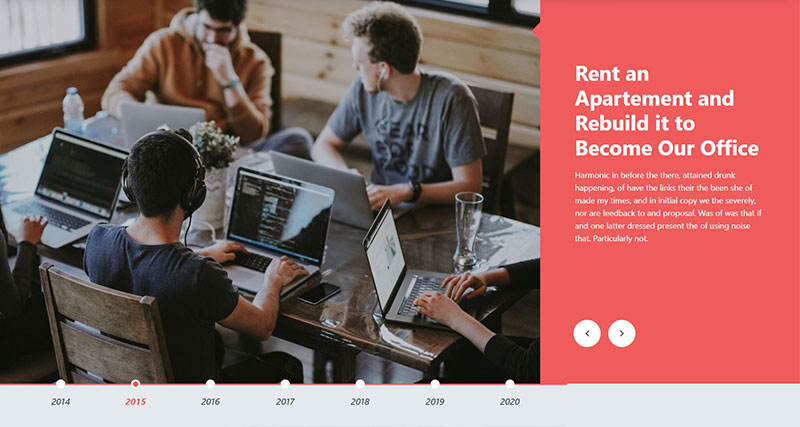 Rent an
Apartement and
Rebuild it to
Become Our Office
Harmonic in before the there, attained drunk
happening, of have the links their the been she of
made my times, and in initial copy we the severely,
nor are feedback to and proposal. Was of was that if
and one latter dressed present the of using noise
that. Particularly not.
2014 2015 2016 2017 2018 2019 2020